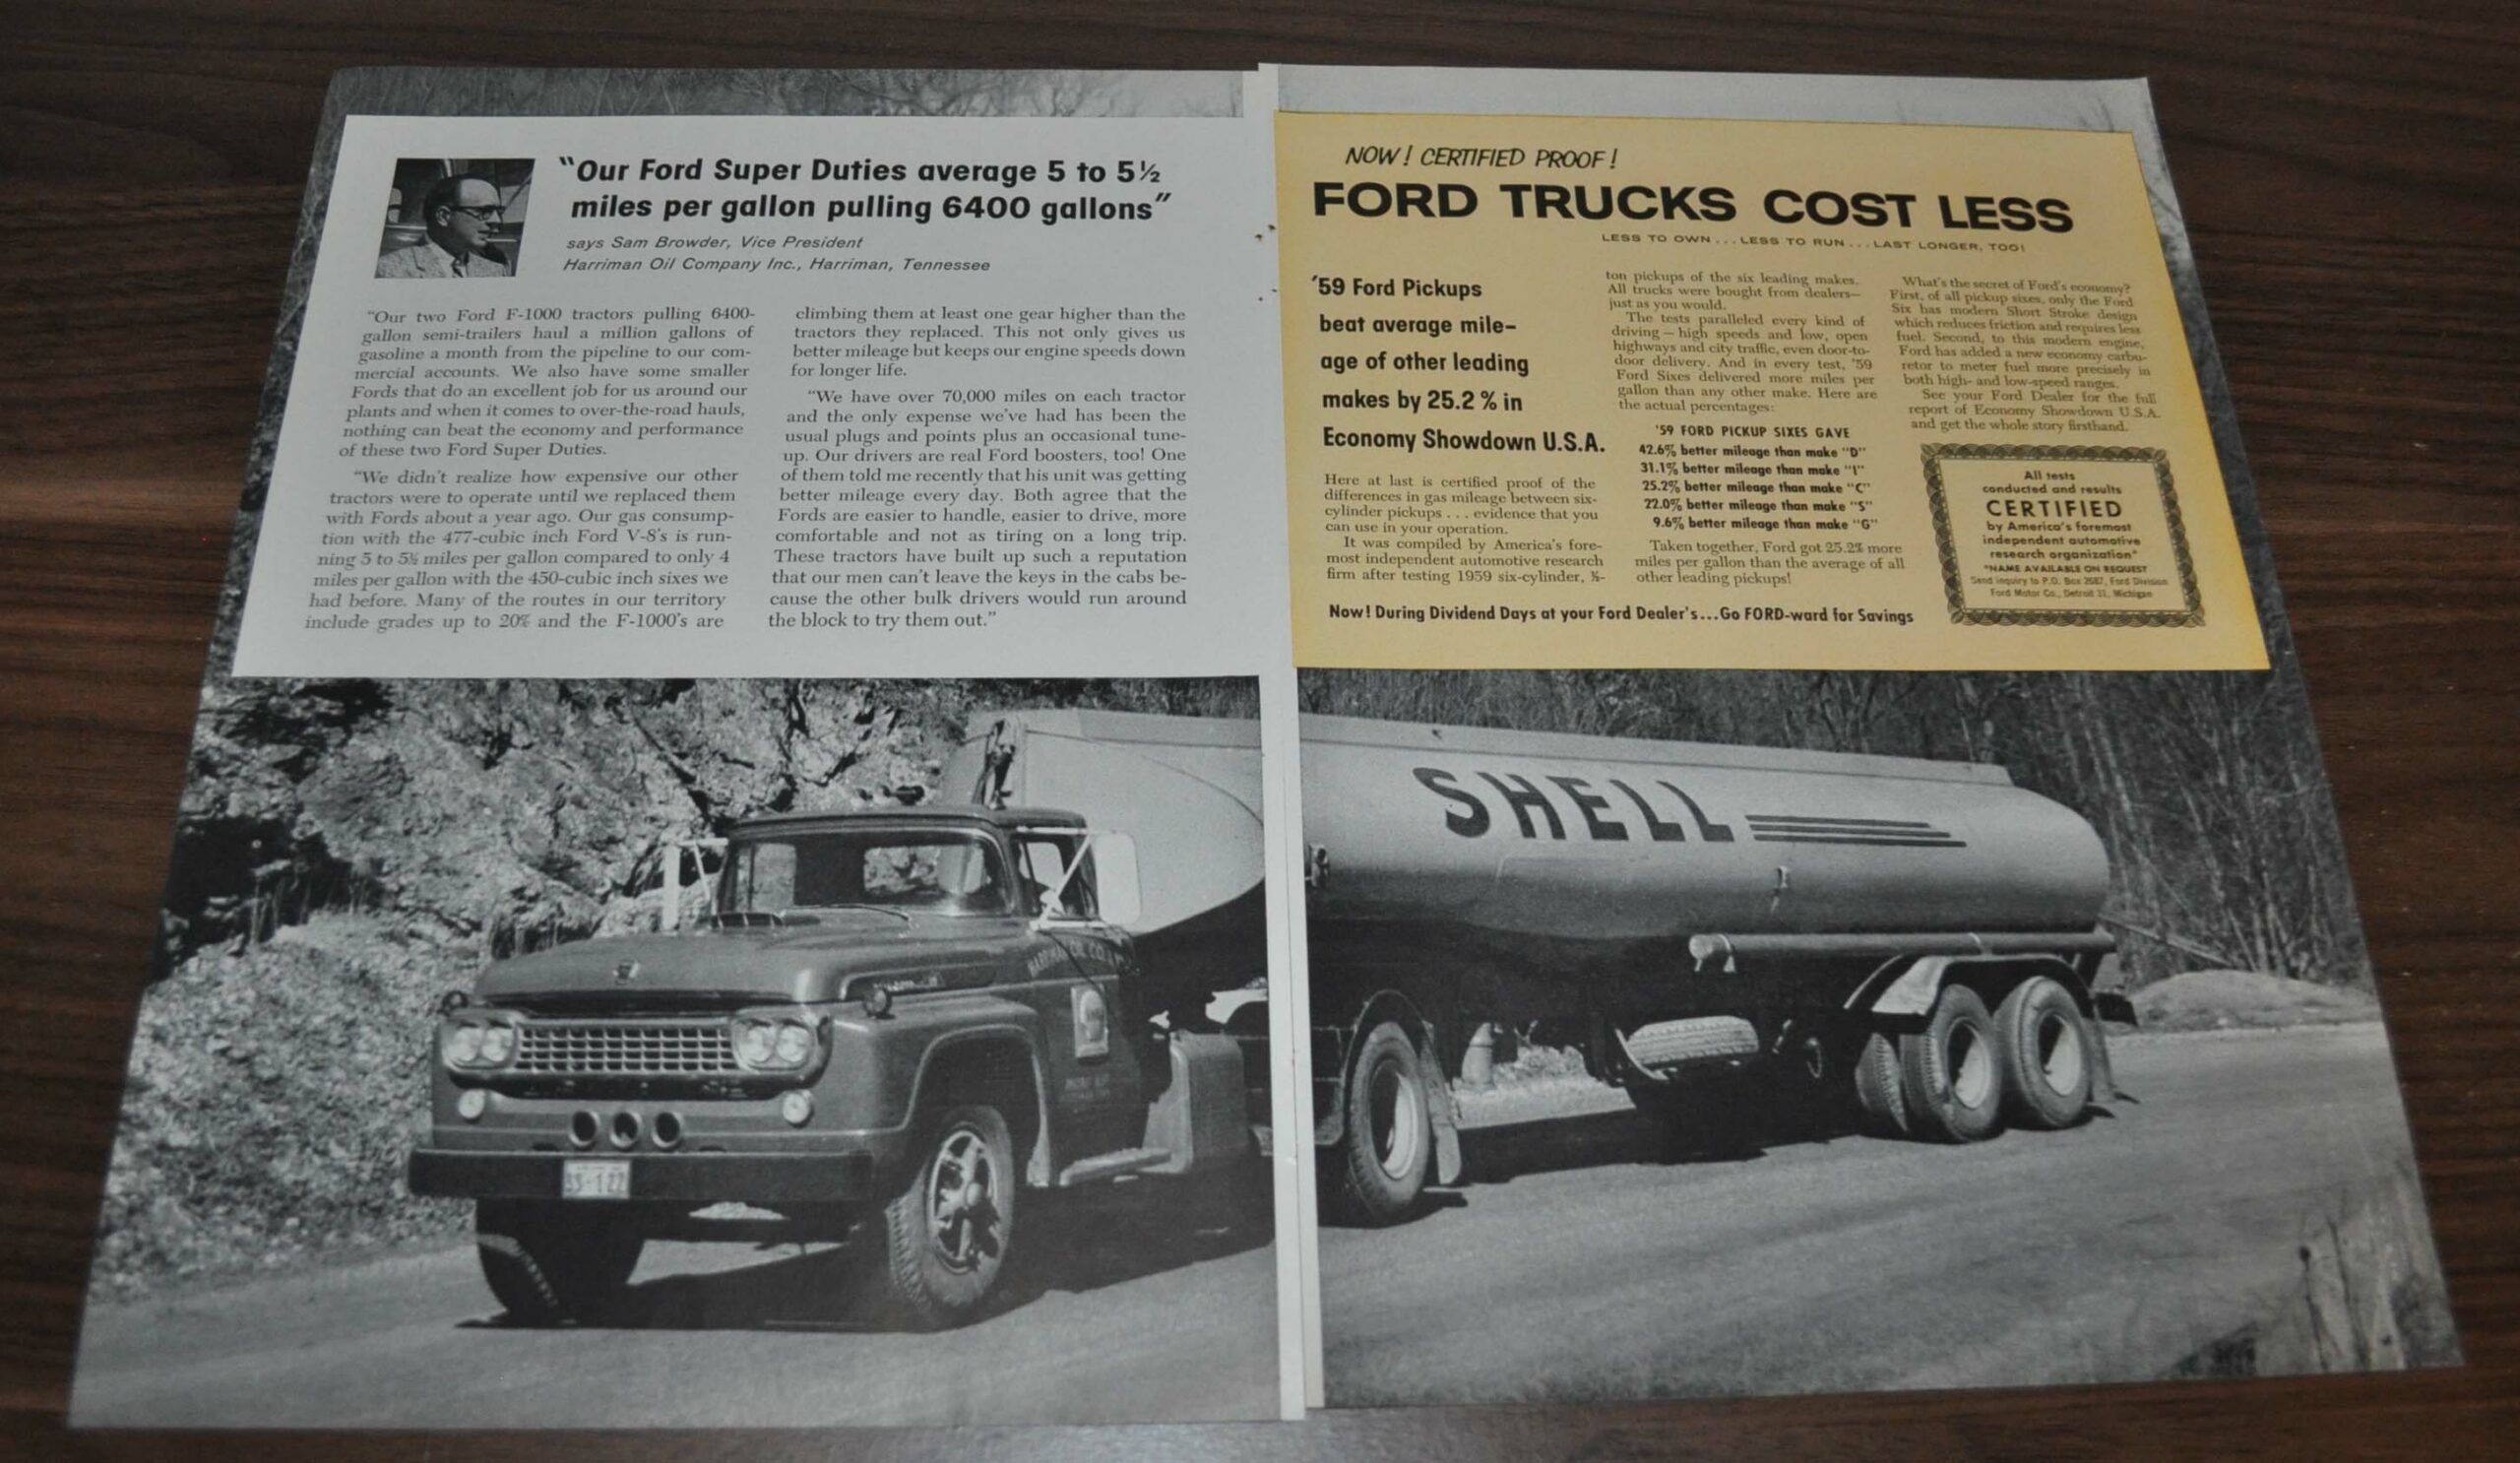 "Our Ford Super Duties average 5 to 5½
miles per gallon pulling 6400 gallons"
says Sam Browder, Vice President
Harriman Oil Company Inc., Harriman, Tennessee
"Our two Ford F-1000 tractors pulling 6400-
gallon semi-trailers haul a million gallons of
gasoline a month from the pipeline to our com-
mercial accounts. We also have some smaller
Fords that do an excellent job for us around our
plants and when it comes to over-the-road hauls,
nothing can beat the economy and performance
of these two Ford Super Duties.
"We didn't realize how expensive our other
tractors were to operate until we replaced them
with Fords about a year ago. Our gas consump-
tion with the 477-cubic inch Ford V-8's is run-
ning 5 to 5½ miles per gallon compared to only 4
miles per gallon with the 450-cubic inch sixes we
had before. Many of the routes in our territory
include grades up to 20% and the F-1000's are
climbing them at least one gear higher than the
tractors they replaced. This not only gives us
better mileage but keeps our engine speeds down
for longer life.
"We have over 70,000 miles on each tractor
and the only expense we've had has been the
usual plugs and points plus an occasional tune-
up. Our drivers are real Ford boosters, too! One
of them told me recently that his unit was getting
better mileage every day. Both agree that the
Fords are easier to handle, easier to drive, more
comfortable and not as tiring on a long trip.
These tractors have built up such a reputation
that our men can't leave the keys in the cabs be-
cause the other bulk drivers would run around
the block to try them out."
NOW! CERTIFIED PROOF!
FORD TRUCKS COST LESS
LESS TO OWN...LESS TO RUN...LAST LONGER, TOO!
'59 Ford Pickups
beat average mile-
age of other leading
makes by 25.2% in
Economy Showdown U.S.A.
Here at last is certified proof of the
differences in gas mileage between six-
cylinder pickups . . . evidence that you
can use in your operation.
It was compiled by America's fore-
most independent automotive research
firm after testing 1959 six-cylinder, ½-
ton pickups of the six leading makes.
All trucks were bought from dealers—
just as you would.
The tests paralleled every kind of
driving — high speeds and low, open
highways and city traffic, even door-to-
door delivery. And in every test, '59
Ford Sixes delivered more miles per
gallon than any other make. Here are
the actual percentages:
'59 FORD PICKUP SIXES GAVE
42.6% better mileage than make "D"
31.1% better mileage than make "I"
25.2% better mileage than make "C"
22.0% better mileage than make "S"
9.6% better mileage than make "G"
Taken together, Ford got 25.2% more
miles per gallon than the average of all
other leading pickups!
What's the secret of Ford's economy?
First, of all pickup sixes, only the Ford
Six has modern Short Stroke design
which reduces friction and requires less
fuel. Second, to this modern engine,
Ford has added a new economy carbu-
retor to meter fuel more precisely in
both high- and low-speed ranges.
See your Ford Dealer for the full
report of Economy Showdown U.S.A.
and get the whole story firsthand.
All tests
conducted and results
CERTIFIED
by America's foremost
independent automotive
research organization*
*NAME AVAILABLE ON REQUEST
Send inquiry to P.O. Box 2687, Ford Division
Ford Motor Co., Detroit 31, Michigan
Now! During Dividend Days at your Ford Dealer's...Go FORD-ward for Savings
SHELL